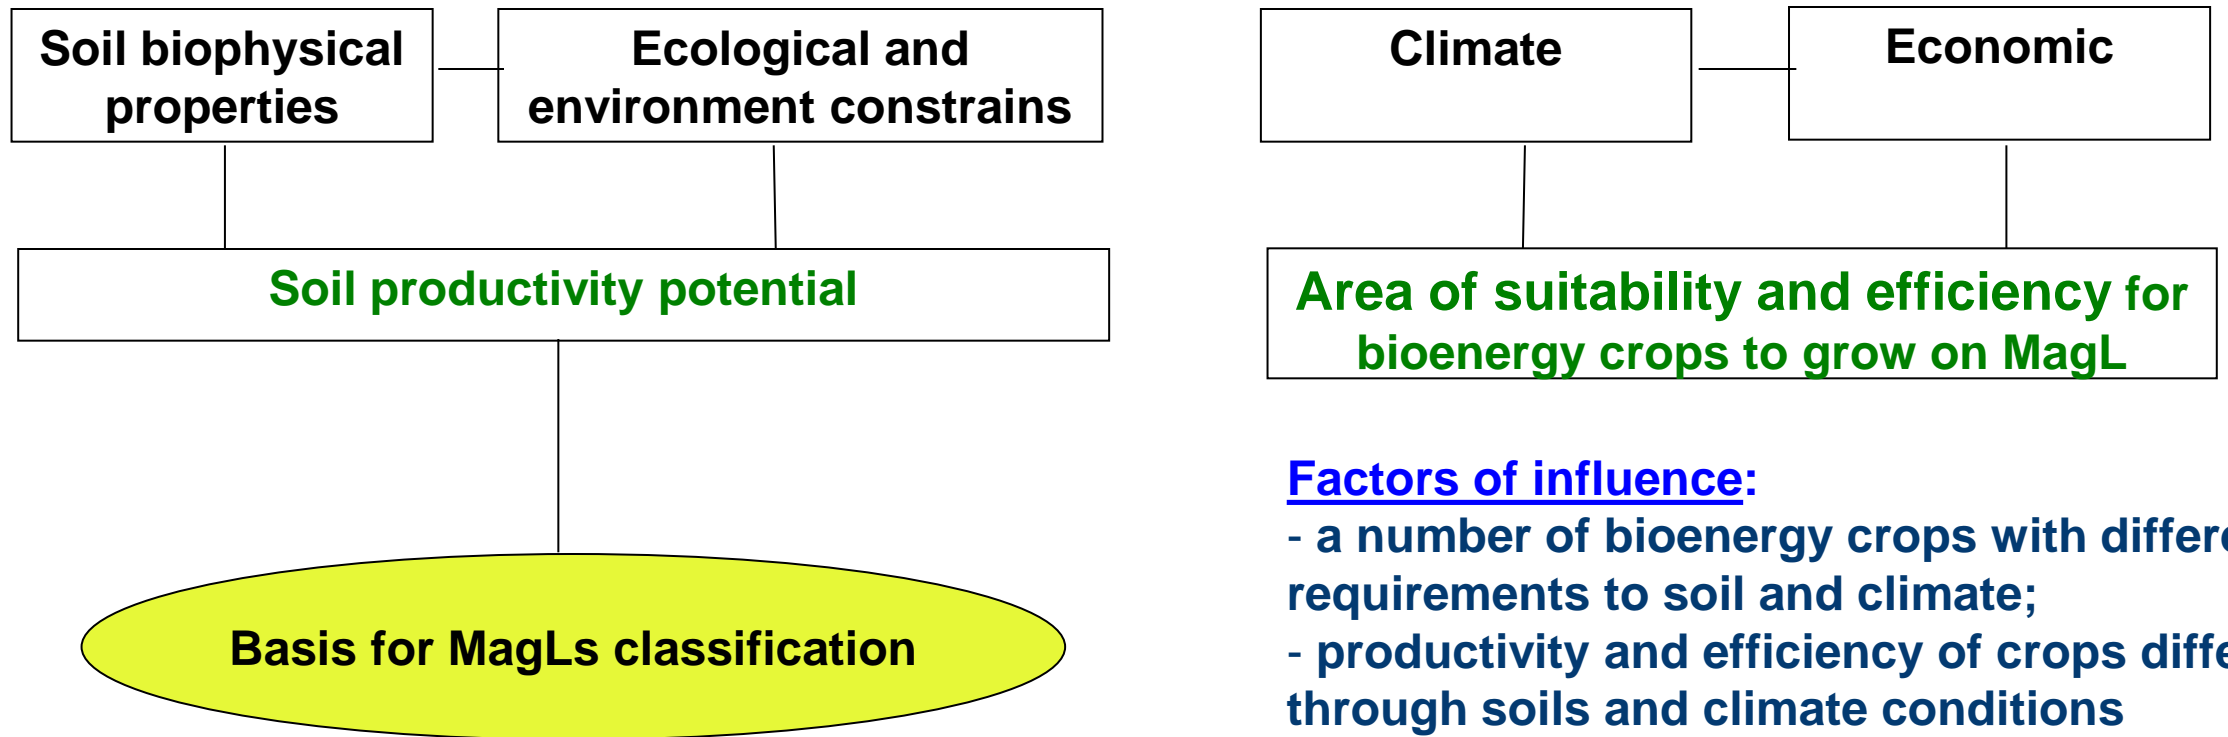 Soil biophysical
properties
Ecological and
environment constrains
Climate
Economic
Soil productivity potential
Area of suitability and efficiency for
bioenergy crops to grow on MagL
Basis for MagLs classification
Factors of influence:
- a number of bioenergy crops with
requirements to soil and climate;
- productivity and efficiency of crops
through soils and climate conditions